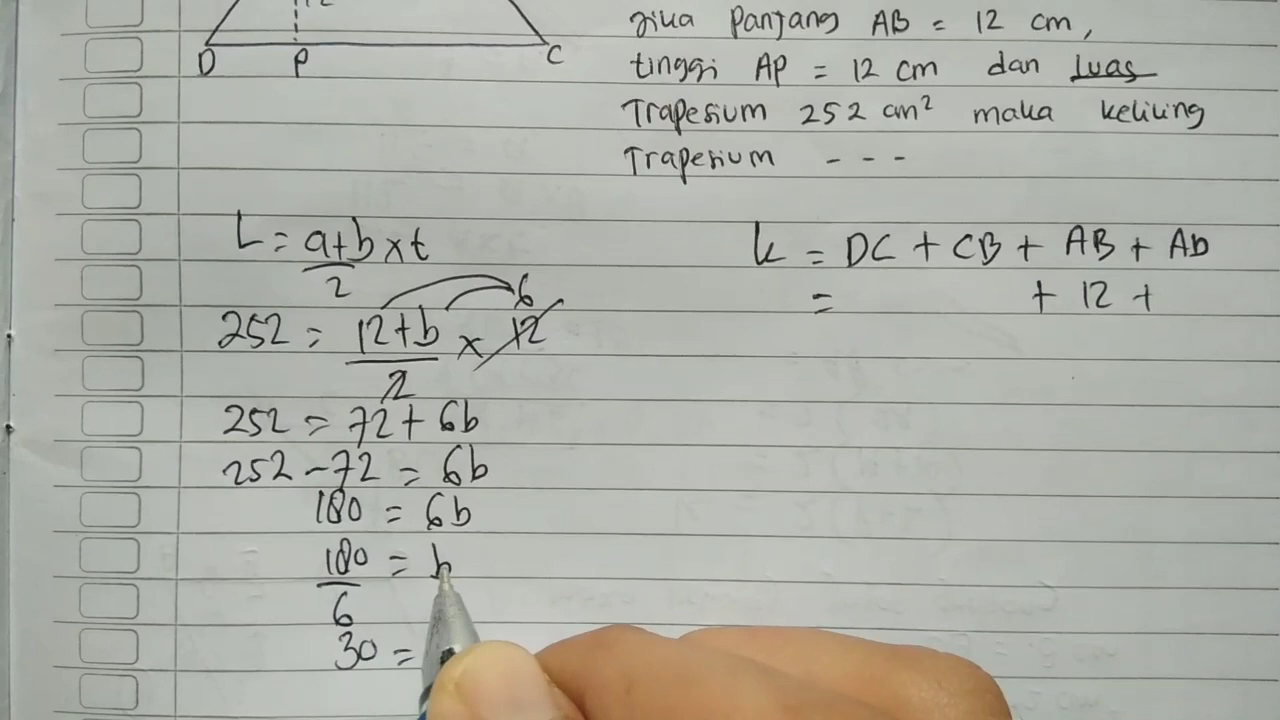 12
D P C
Jika Panjang AB = 12 cm,
tinggi AP = 12 cm dan Luas
Trapesium 252 cm² maka keliling
Trapesium - - -
L = a+b/2 x t
6
252 = 12+b/2 x 12
252 = 72 + 6b
252 - 72 = 6b
180 = 6b
180/6 = b
30 =
k = DC + CB + AB + AD
= + 12 +